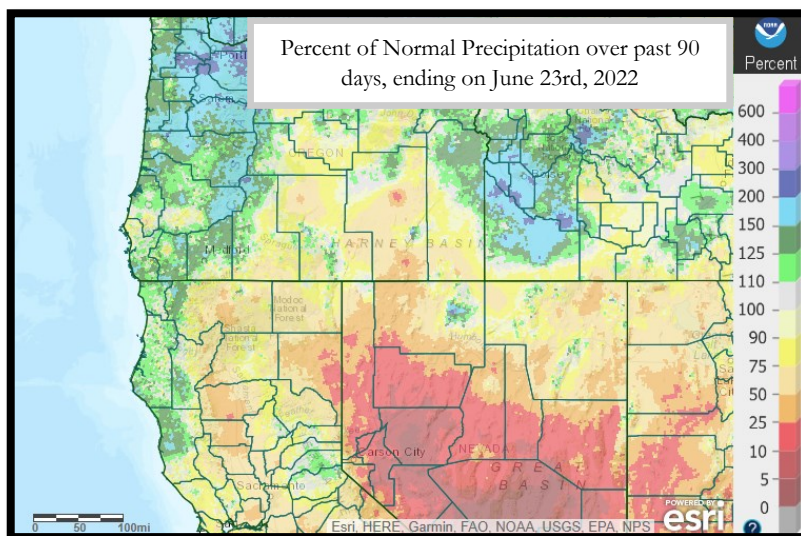 Percent of Normal Precipitation over past 90
days, ending on June 23rd, 2022
NOAA
Percent
600
400
300
200
150
125
110
100
90
75
50
25
10
5
0
OREGON
Medford
HARNEY BASIN
Modoc
National
Forest
Shasta
National
Forest
Carson City
NEVADA
GREAT
BASIN
Sacramento
0 50 100mi
Esri, HERE, Garmin, FAO, NOAA, USGS, EPA, NPS
POWERED BY
esri
?